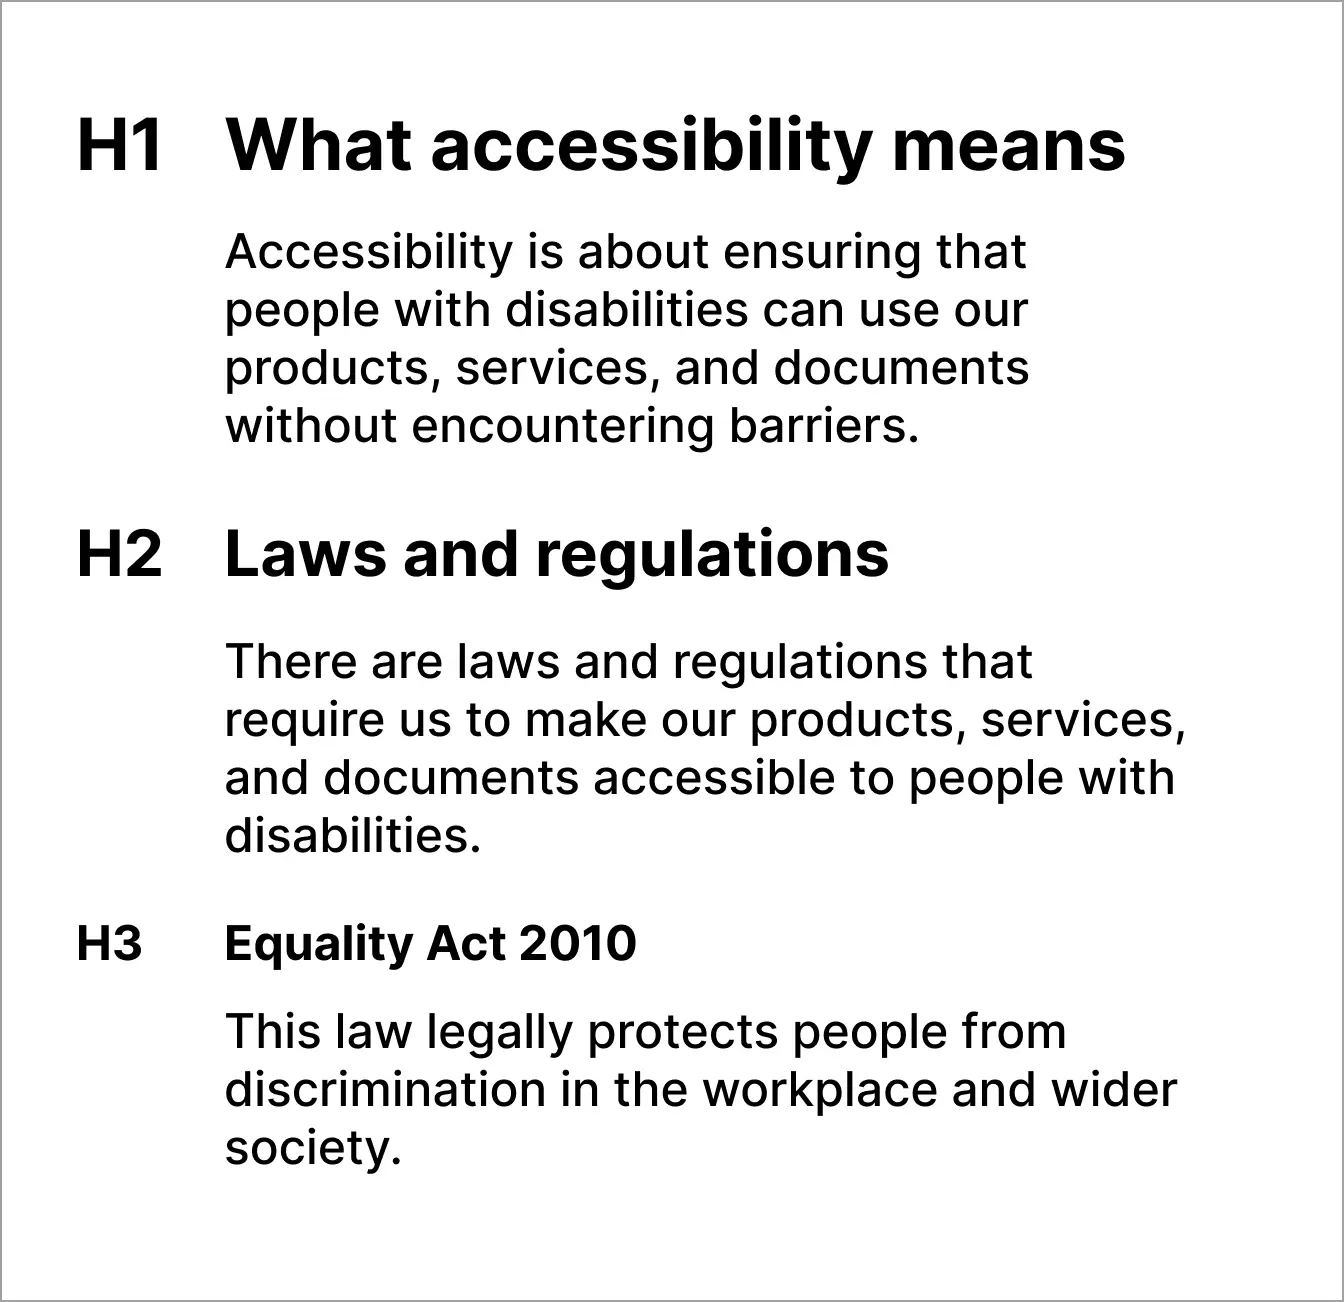 H1 What accessibility means
Accessibility is about ensuring that
people with disabilities can use our
products, services, and documents
without encountering barriers.
H2 Laws and regulations
There are laws and regulations that
require us to make our products, services,
and documents accessible to people with
disabilities.
H3 Equality Act 2010
This law legally protects people from
discrimination in the workplace and wider
society.